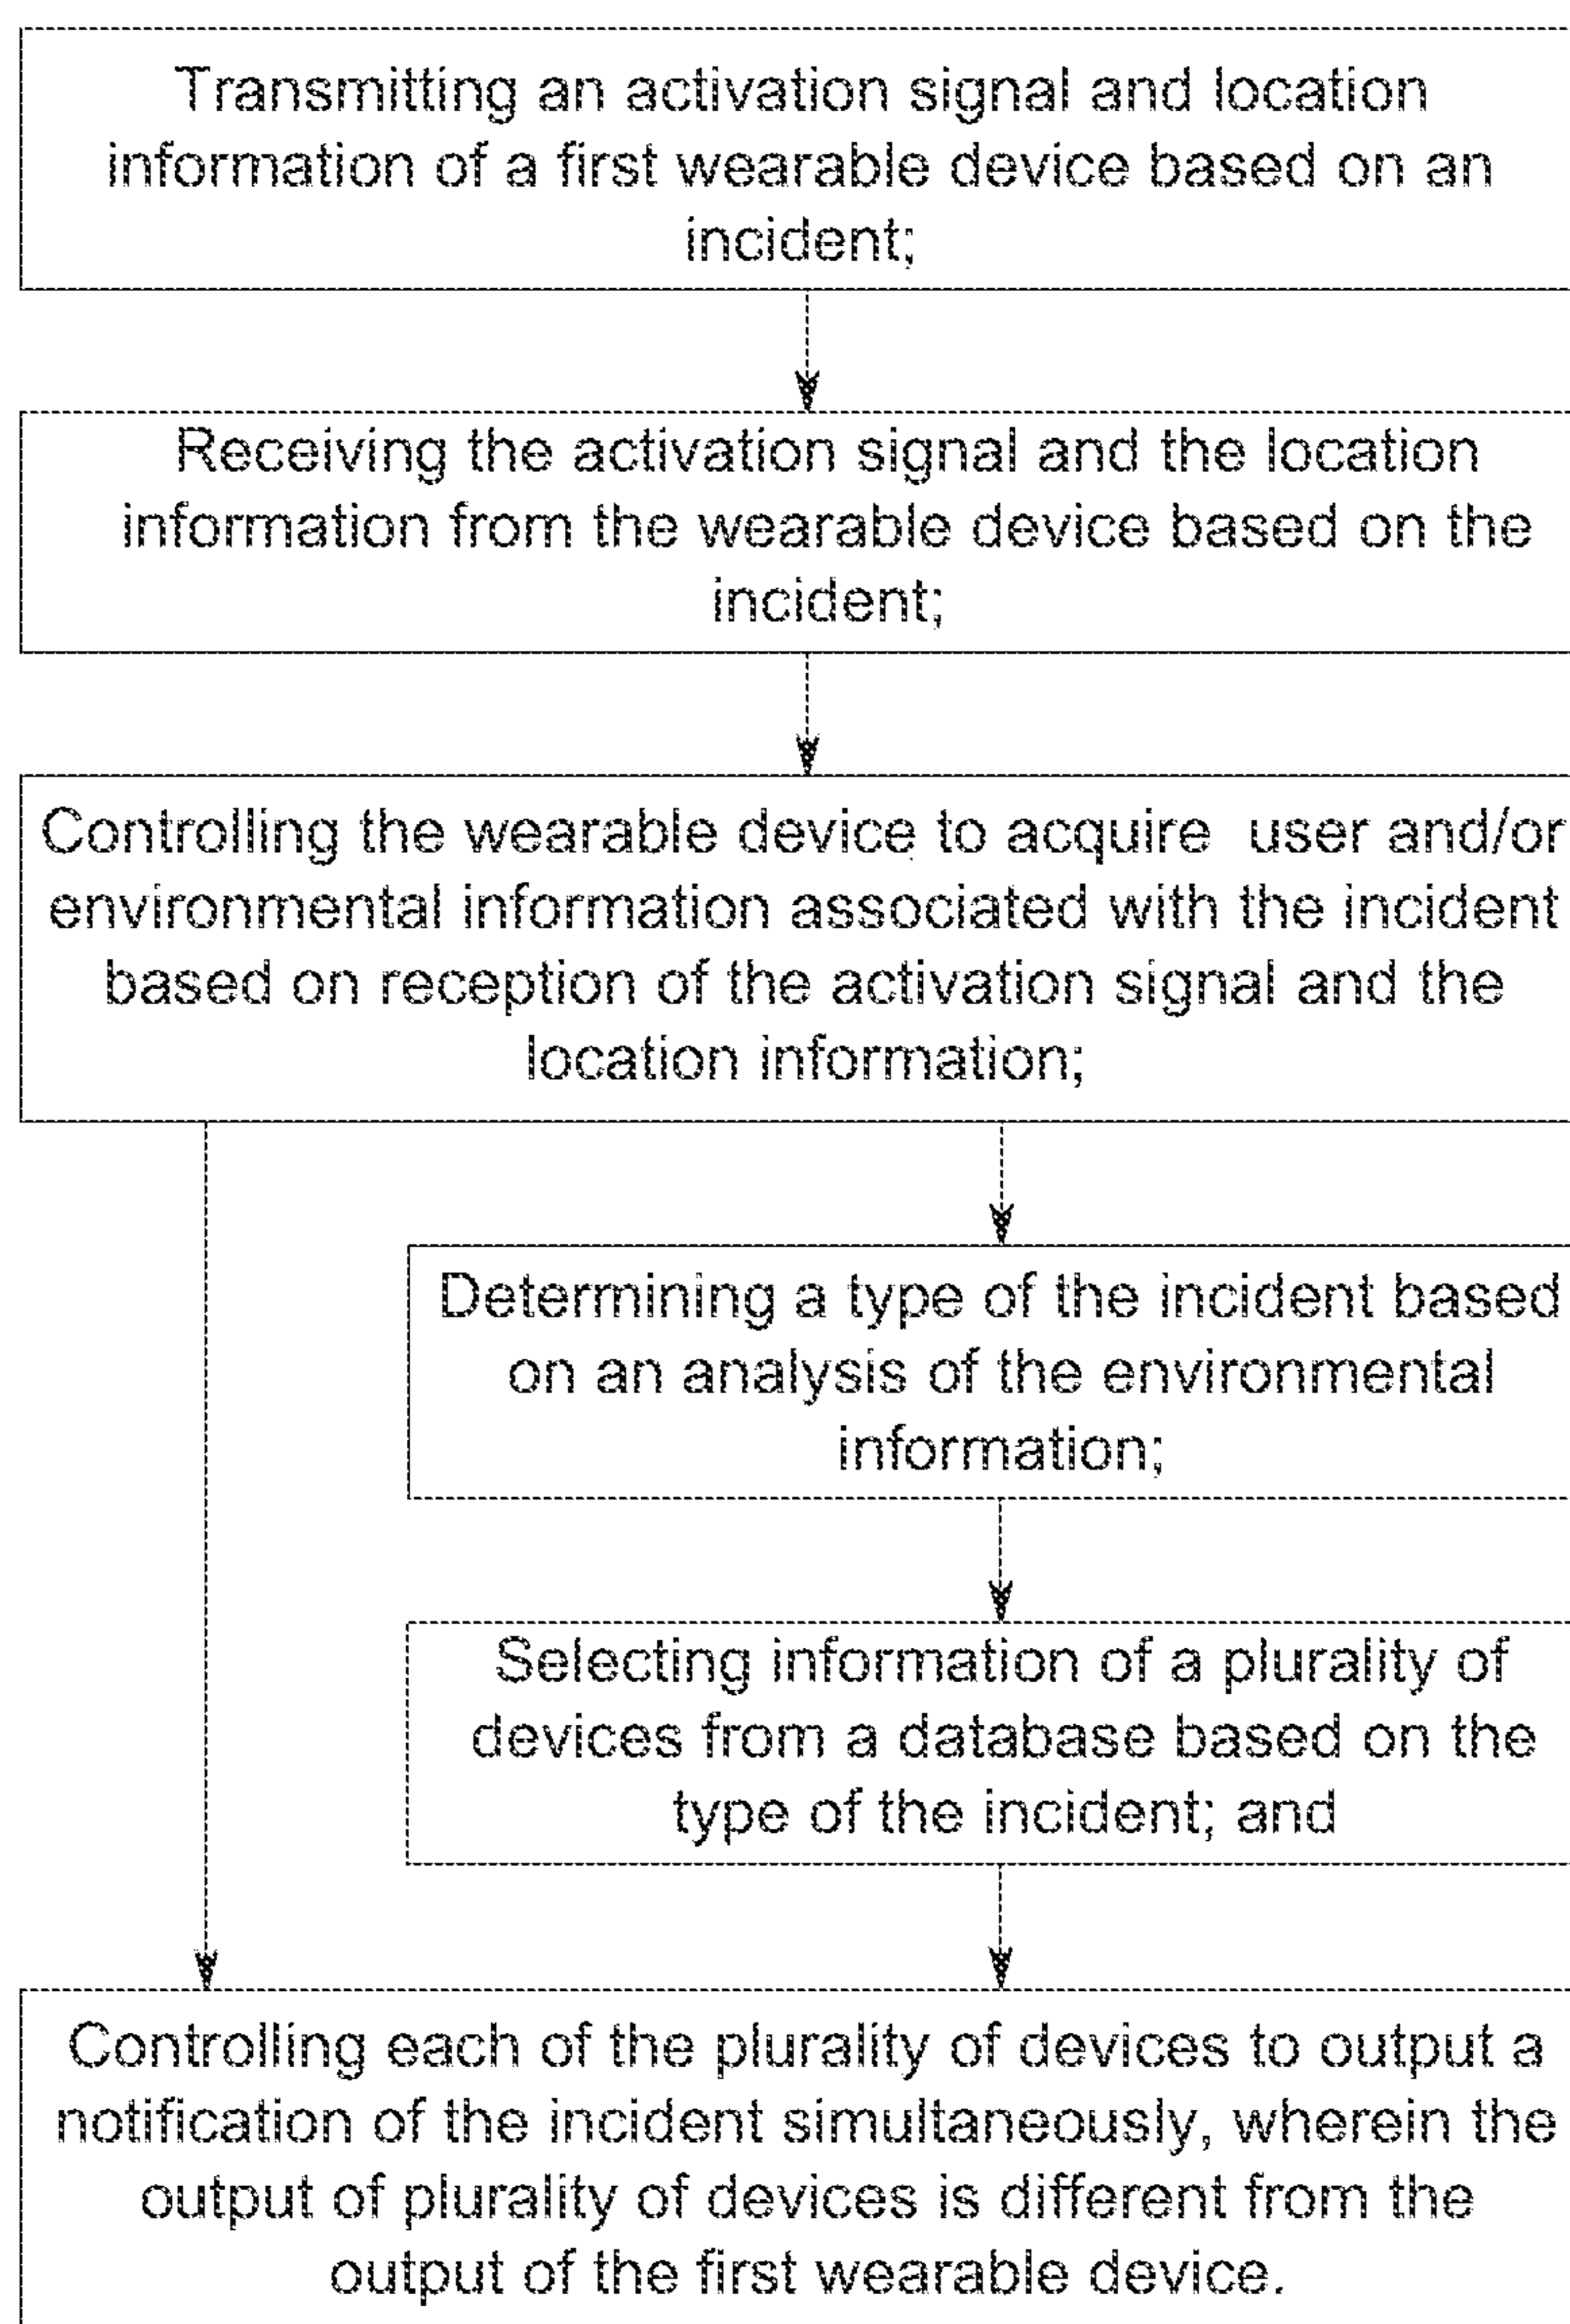 Transmitting an activation signal and location
information of a first wearable device based on an
incident;
Receiving the activation signal and the location
information from the wearable device based on the
incident;
Controlling the wearable device to acquire user and/or
environmental information associated with the incident
based on reception of the activation signal and the
location information;
Determining a type of the incident based
on an analysis of the environmental
information;
Selecting information of a plurality of
devices from a database based on the
type of the incident; and
Controlling each of the plurality of devices to output a
notification of the incident simultaneously, wherein the
output of plurality of devices is different from the
output of the first wearable device.